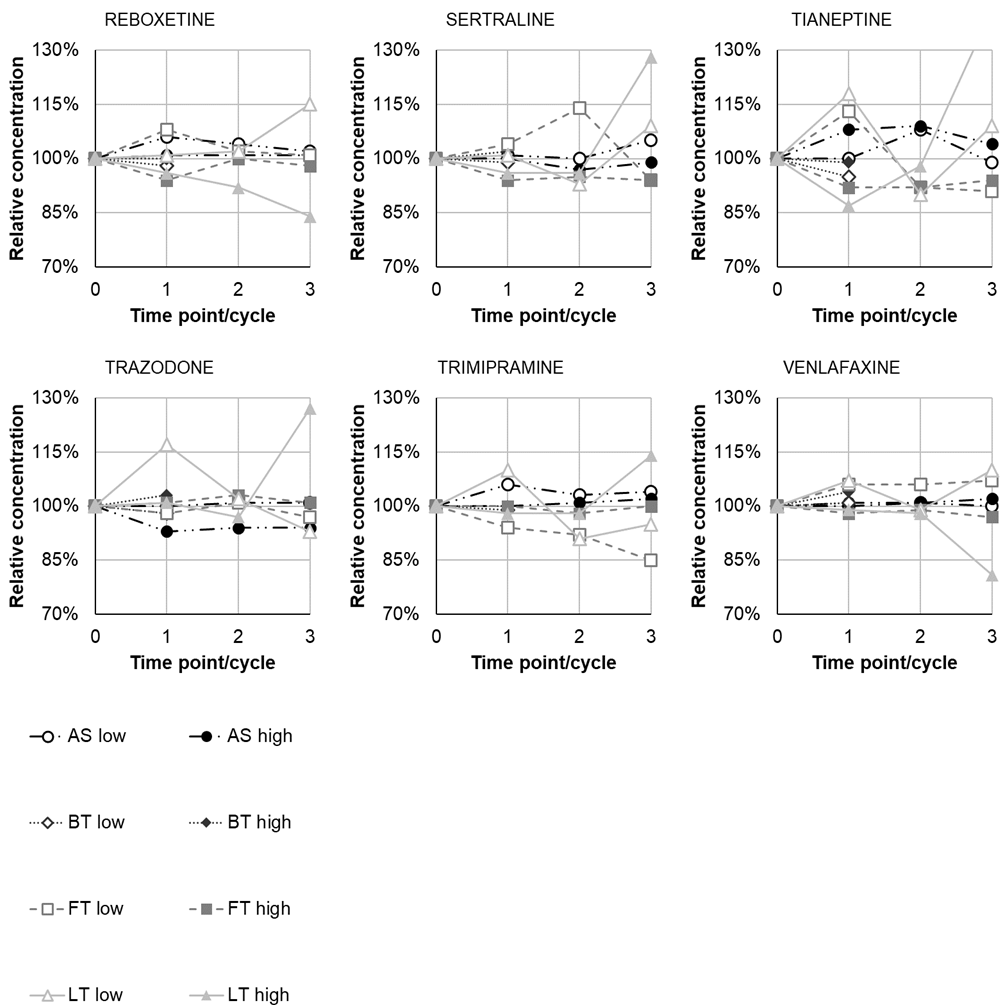 REBOXETINE SERTRALINE TIANEPTINE
130% 130% 130%
115% 115% 115%
100% 100% 100%
85% 85% 85%
70% 70% 70%
Relative concentration Relative concentration Relative concentration
0 1 2 3 0 1 2 3 0 1 2 3
Time point/cycle Time point/cycle Time point/cycle
TRAZODONE TRIMIPRAMINE VENLAFAXINE
130% 130% 130%
115% 115% 115%
100% 100% 100%
85% 85% 85%
70% 70% 70%
Relative concentration Relative concentration Relative concentration
0 1 2 3 0 1 2 3 0 1 2 3
Time point/cycle Time point/cycle Time point/cycle
AS low AS high
BT low BT high
FT low FT high
LT low LT high